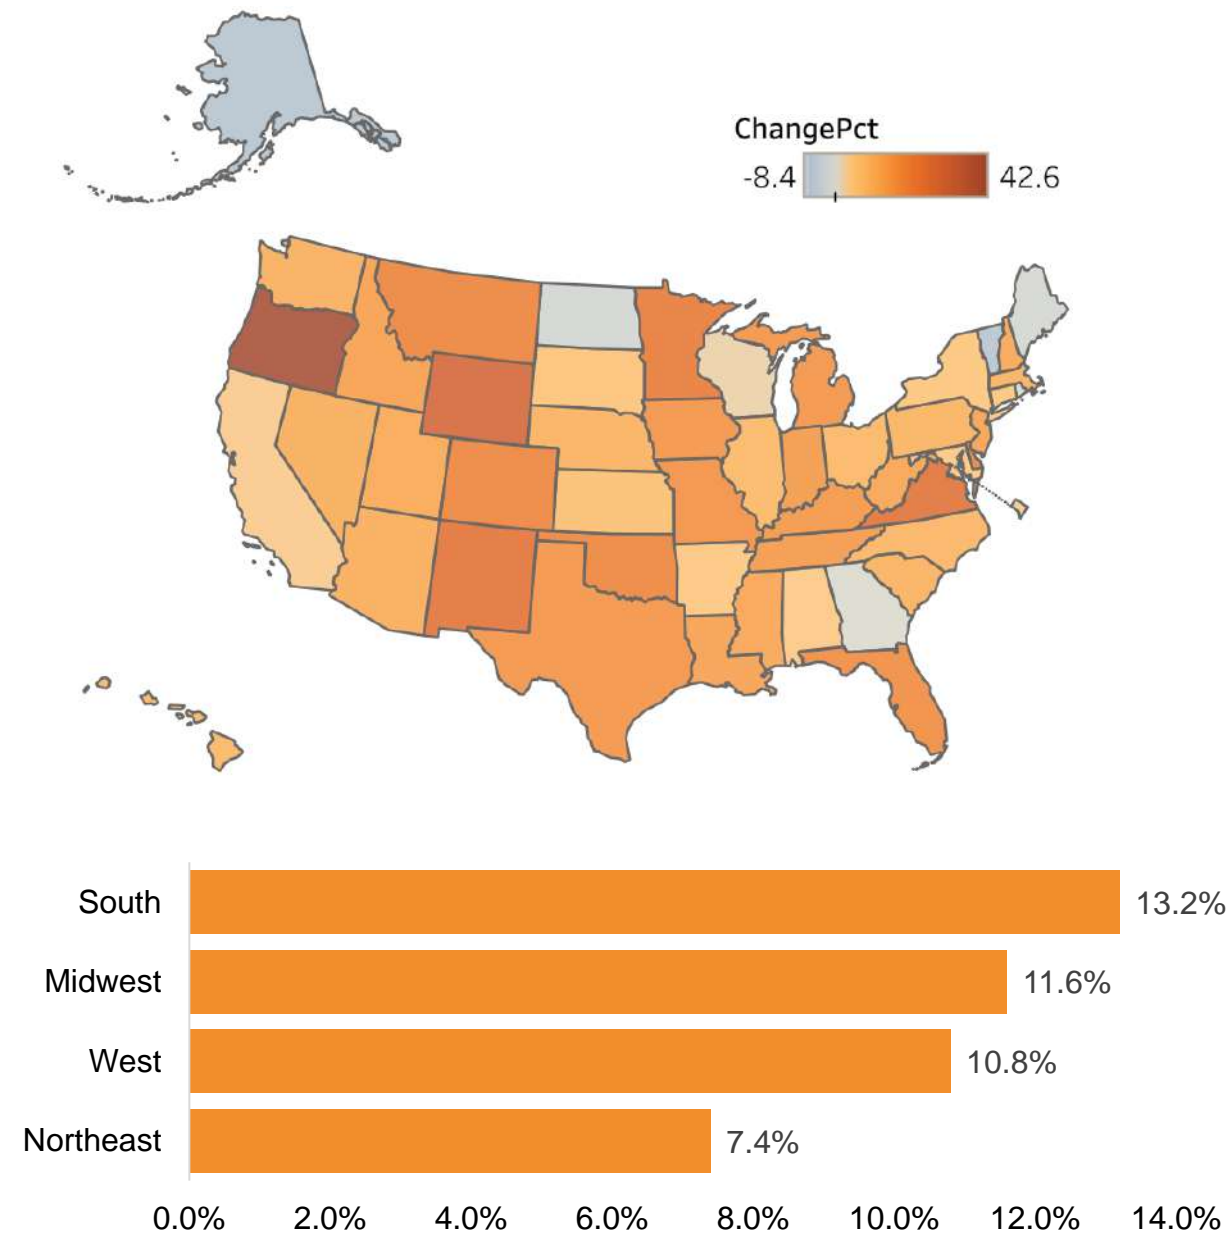 ChangePct
-8.4 42.6
South 13.2%
Midwest 11.6%
West 10.8%
Northeast 7.4%
0.0% 2.0% 4.0% 6.0% 8.0% 10.0% 12.0% 14.0%